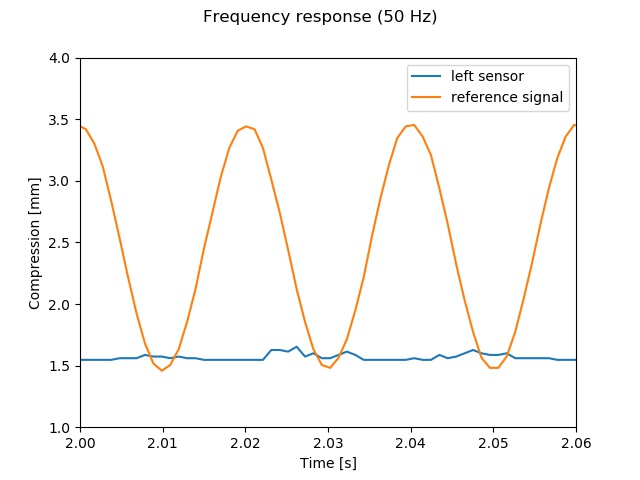 Frequency response (50 Hz)
4.0
left sensor
reference signal
3.5
3.0
2.5
2.0
1.5
1.0
Compression [mm]
2.00 2.01 2.02 2.03 2.04 2.05 2.06
Time [s]